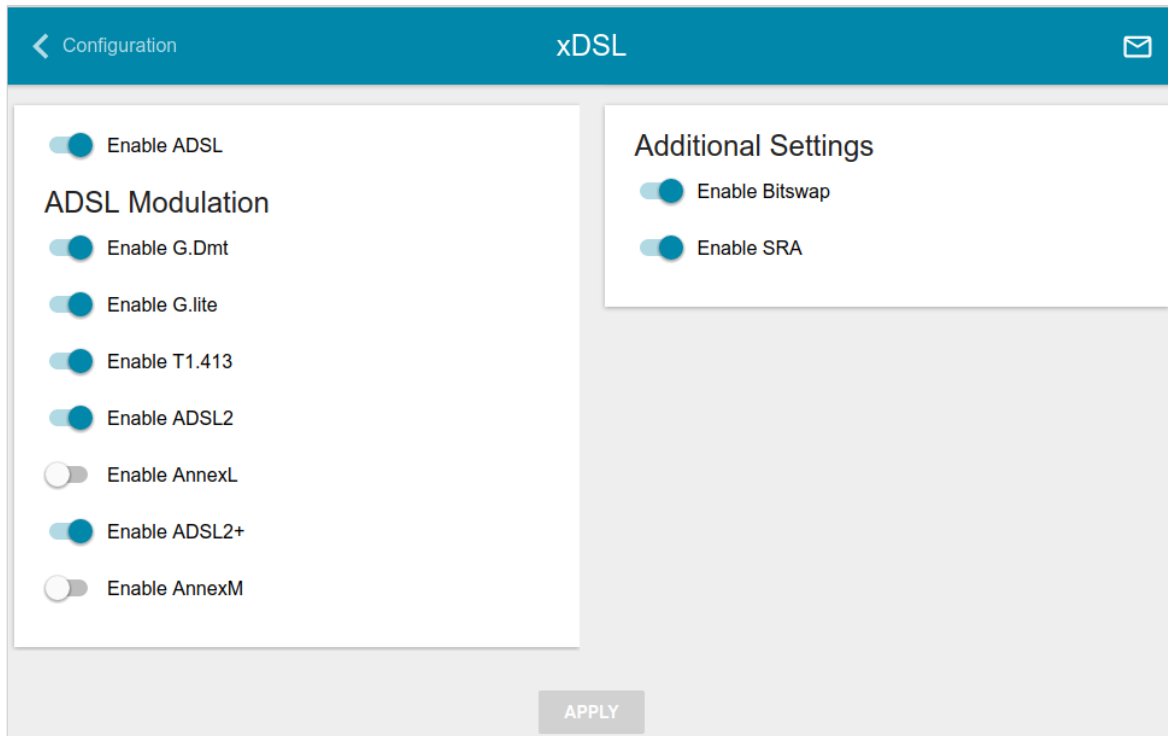 Configuration
xDSL
Enable ADSL
ADSL Modulation
Enable G.Dmt
Enable G.lite
Enable T1.413
Enable ADSL2
Enable AnnexL
Enable ADSL2+
Enable AnnexM
Additional Settings
Enable Bitswap
Enable SRA
APPLY